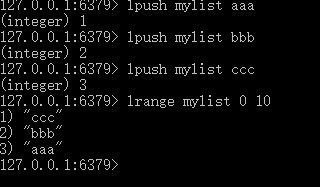 127.0.0.1:6379> lpush mylist aaa
(integer) 1
127.0.0.1:6379> lpush mylist bbb
(integer) 2
127.0.0.1:6379> lpush mylist ccc
(integer) 3
127.0.0.1:6379> lrange mylist 0 10
1) "ccc"
2) "bbb"
3) "aaa"
127.0.0.1:6379>